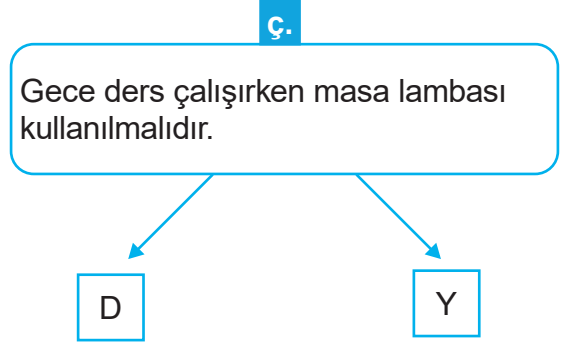 ç.
Gece ders çalışırken masa lambası
kullanılmalıdır.
D
Y